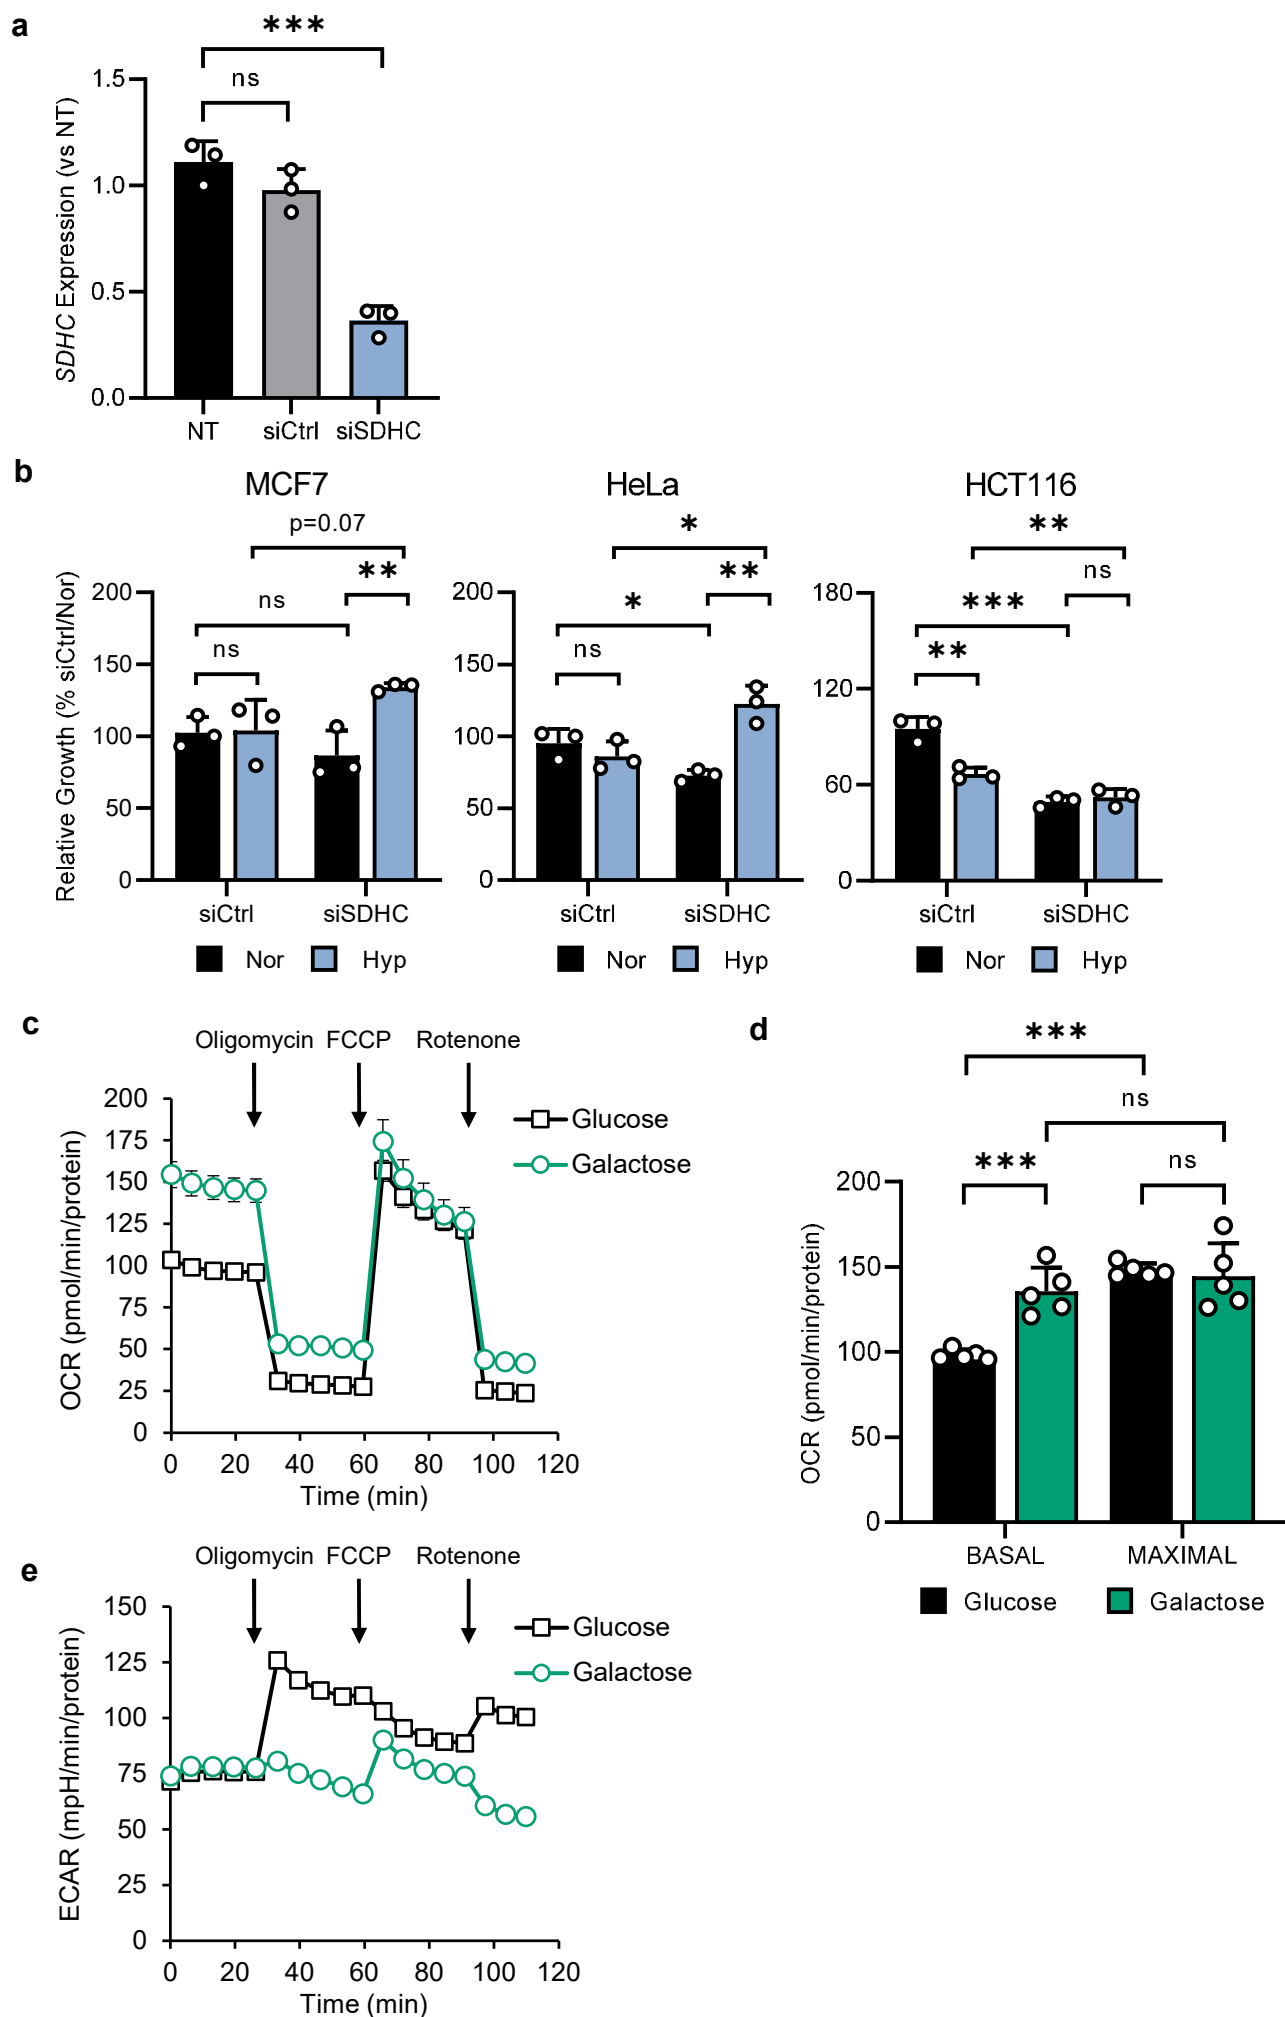 a
***
ns
1.5
1.0
0.5
0.0
SDHC Expression (vs NT)
NT siCtrl siSDHC
b
MCF7 HeLa HCT116
p=0.07
**
ns
ns
200
150
100
50
0
Relative Growth (% siCtrl/Nor)
siCtrl siSDHC
Nor Hyp
*
**
*
ns
200
150
100
50
0
siCtrl siSDHC
Nor Hyp
**
ns
***
**
180
120
60
0
siCtrl siSDHC
Nor Hyp
c
Oligomycin FCCP Rotenone
Glucose
Galactose
200
175
150
125
100
75
50
25
0
OCR (pmol/min/protein)
0 20 40 60 80 100 120
Time (min)
d
***
ns
***
ns
200
150
100
50
0
OCR (pmol/min/protein)
BASAL MAXIMAL
Glucose Galactose
e
Oligomycin FCCP Rotenone
Glucose
Galactose
150
125
100
75
50
25
0
ECAR (mpH/min/protein)
0 20 40 60 80 100 120
Time (min)